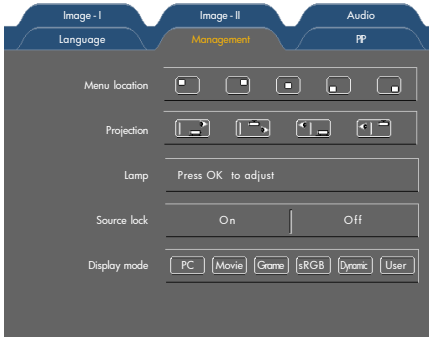 Image - I Image - II Audio
Language Management PIP
Menu location
Projection
Lamp Press OK to adjust
Source lock On Off
Display mode PC Movie Grame sRGB Dynamic User